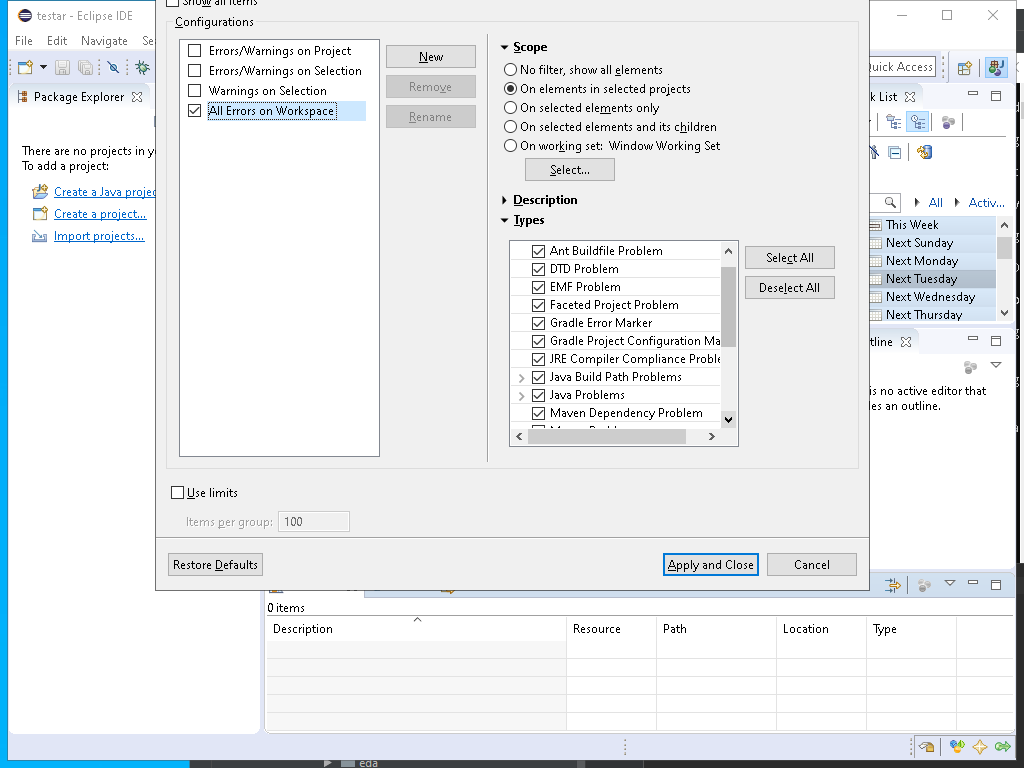 testar - Eclipse IDE
File Edit Navigate Se
Quick Access
Package Explorer
There are no projects in y
To add a project:
Create a Java projec
Create a project...
Import projects...
Show all items
Configurations
Errors/Warnings on Project
Errors/Warnings on Selection
Warnings on Selection
All Errors on Workspace
New
Remove
Rename
Scope
No filter, show all elements
On elements in selected projects
On selected elements only
On selected elements and its children
On working set: Window Working Set
Select...
Description
Types
Ant Buildfile Problem
DTD Problem
EMF Problem
Faceted Project Problem
Gradle Error Marker
Gradle Project Configuration Ma
JRE Compiler Compliance Proble
Java Build Path Problems
Java Problems
Maven Dependency Problem
Select All
Deselect All
Use limits
Items per group: 100
Restore Defaults
Apply and Close
Cancel
k List
All Activ...
This Week
Next Sunday
Next Monday
Next Tuesday
Next Wednesday
Next Thursday
tline
is no active editor that
les an outline.
0 items
Description Resource Path Location Type
eda